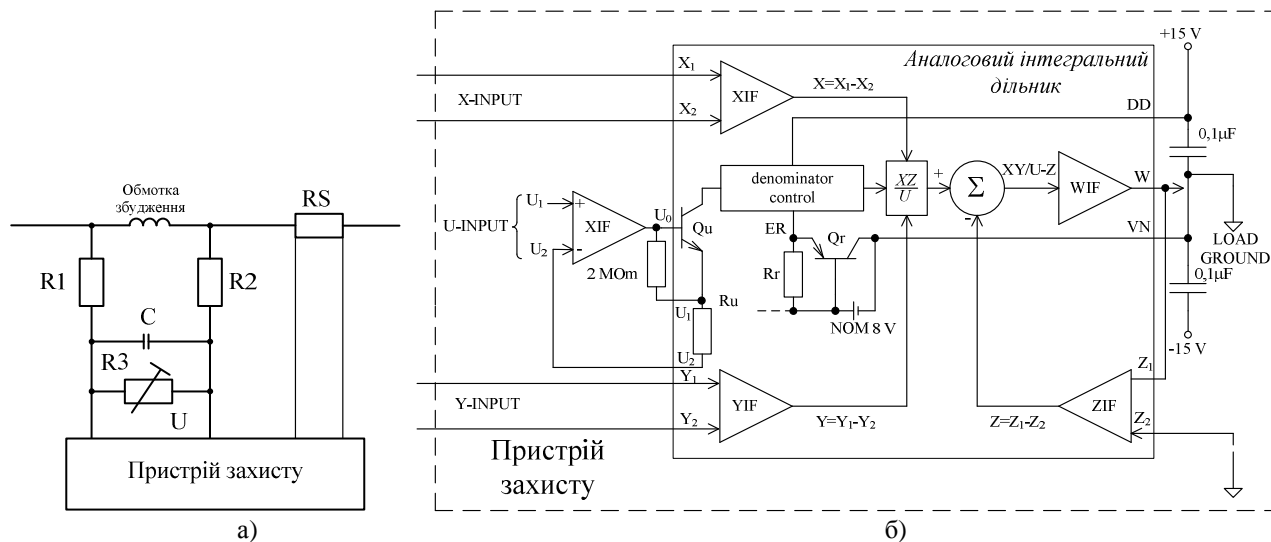 Обмотка
збудження
RS
R1
R2
C
R3
U
Пристрій захисту
а)
X-INPUT
X₁
X₂
XIF
X=X₁-X₂
Аналоговий інтегральний
дільник
+15 V
DD
0,1µF
denominator
control
XZ
U
+
Σ
-
XY/U-Z
WIF
W
LOAD
GROUND
VN
0,1µF
-15 V
U-INPUT
U₁
U₂
+
-
XIF
U₀
Qu
2 MOm
U₁
Ru
U₂
ER
Qr
Rr
NOM 8 V
Y-INPUT
Y₁
Y₂
YIF
Y=Y₁-Y₂
Z=Z₁-Z₂
ZIF
Z₁
Z₂
Пристрій
захисту
б)